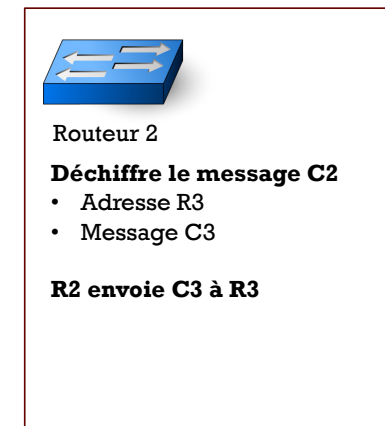 Routeur 2
Déchiffre le message C2
• Adresse R3
• Message C3
R2 envoie C3 à R3